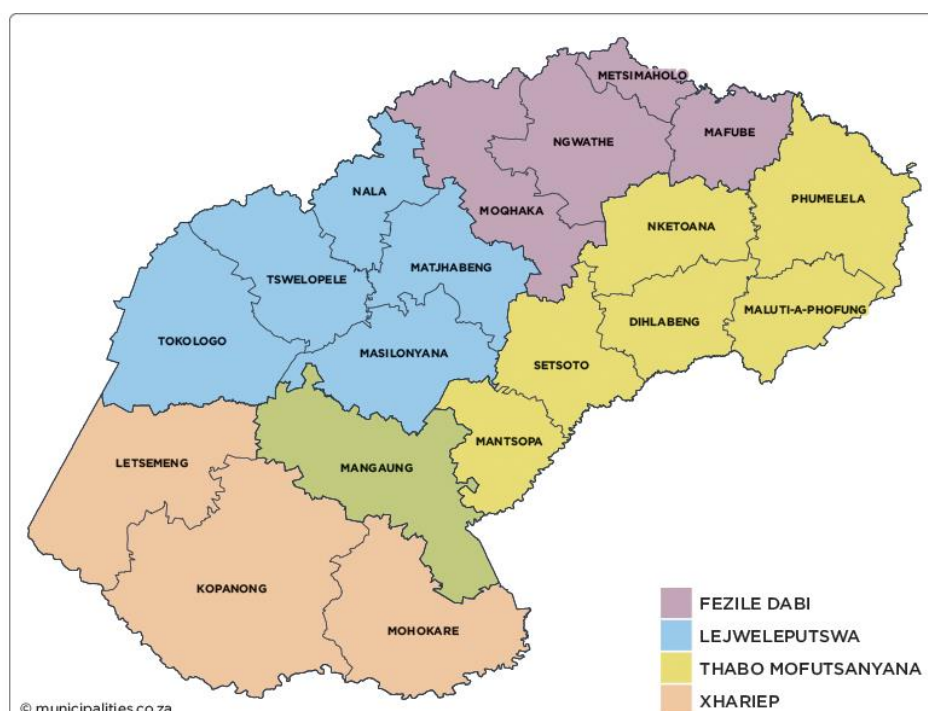 METSIMAHOLO
NGWATHE
MAFUBE
NALA
MOQHAKA
PHUMELELA
NKETOANA
MATJHABENG
TSWELOPELE
TOKOLOGO
MASILONYANA
DIHLABENG
MALUTI-A-PHOFUNG
SETSOTO
MANTSOPA
LETSEMENG
MANGAUNG
KOPANONG
MOHOKARE
FEZILE DABI
LEJWELEPUTSWA
THABO MOFUTSANYANA
XHARIEP
© municipalities.co.za